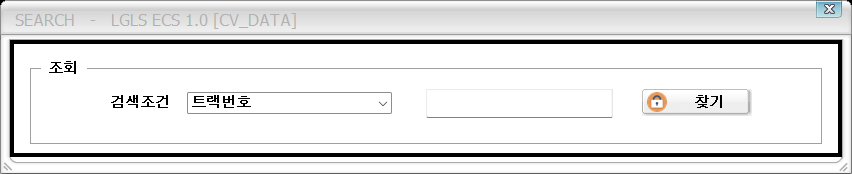 SEARCH - LGLS ECS 1.0 [CV_DATA]
조회
검색조건 트랙번호 찾기